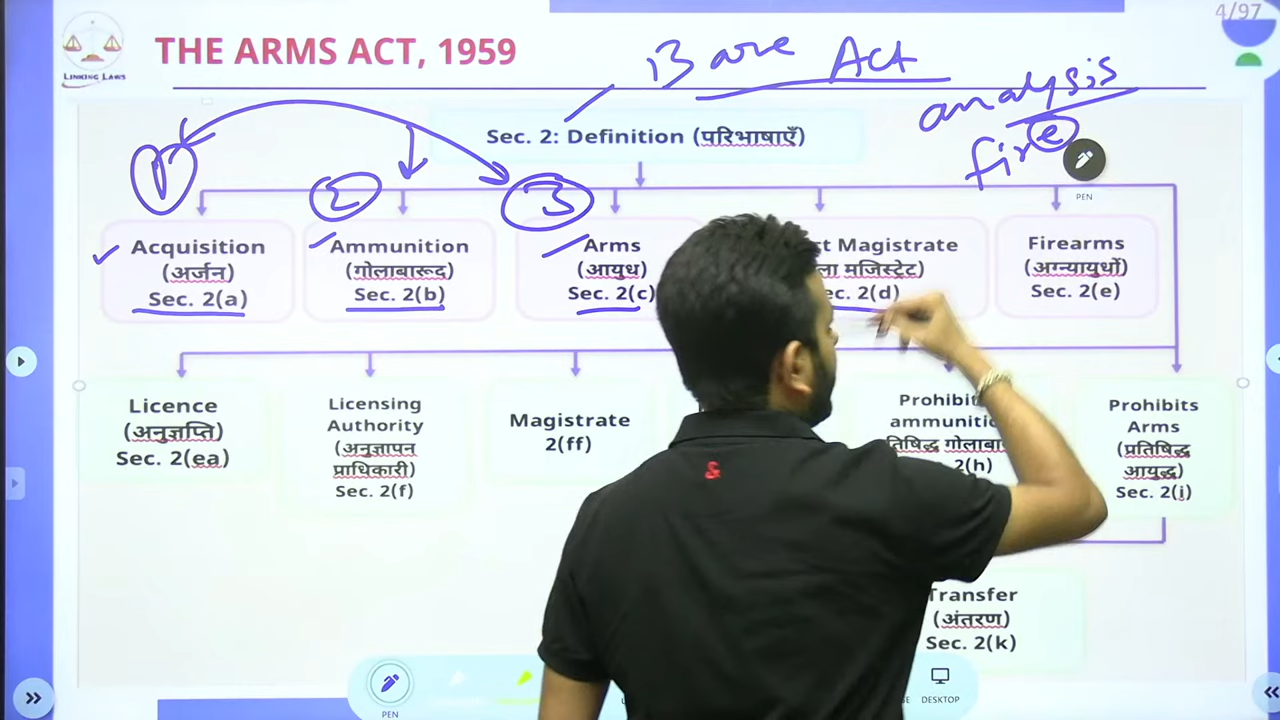 4/97
LINKING LAWS
THE ARMS ACT, 1959
Bare Act
analysis
fire
Sec. 2: Definition (परिभाषाएँ)
PEN
1
2
3
Acquisition
(अर्जन)
Sec. 2(a)
Ammunition
(गोलाबारूद)
Sec. 2(b)
Arms
(आयुध)
Sec. 2(c)
Magistrate
मजिस्ट्रेट)
2(d)
Firearms
(अग्न्यायुधों)
Sec. 2(e)
Licence
(अनुज्ञप्ति)
Sec. 2(ea)
Licensing
Authority
(अनुज्ञापन
प्राधिकारी)
Sec. 2(f)
Magistrate
2(ff)
2(h)
Prohibits
Arms
(प्रतिषिद्ध
आयुद्ध)
Sec. 2(i)
Transfer
(अंतरण)
Sec. 2(k)
PEN
DESKTOP